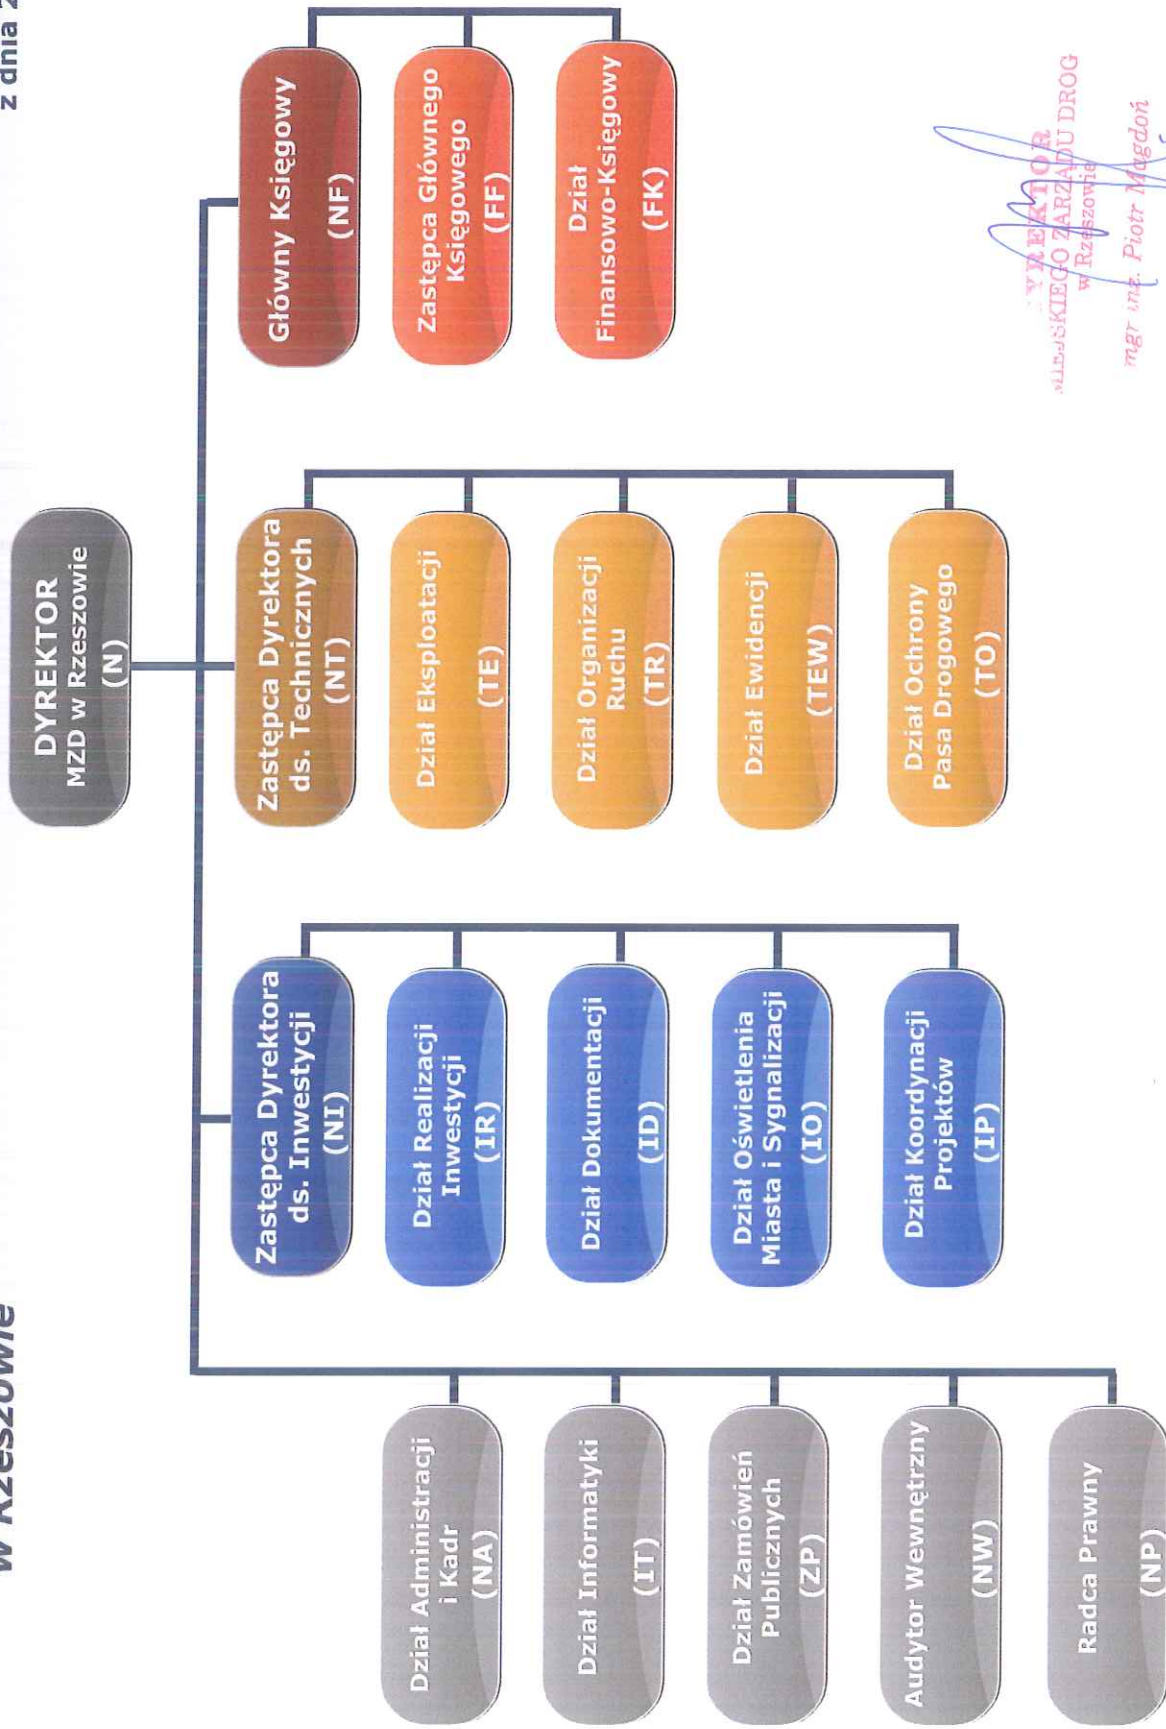 w Rzeszowie
z dnia 2
DYREKTOR
MZD w Rzeszowie
(N)
Zastępca Dyrektora
ds. Inwestycji
(NI)
Zastępca Dyrektora
ds. Technicznych
(NT)
Główny Księgowy
(NF)
Dział Administracji
i Kadr
(NA)
Dział Realizacji
Inwestycji
(IR)
Dział Eksploatacji
(TE)
Zastępca Głównego
Księgowego
(FF)
Dział Informatyki
(IT)
Dział Dokumentacji
(ID)
Dział Organizacji
Ruchu
(TR)
Dział
Finansowo-Księgowy
(FK)
Dział Zamówień
Publicznych
(ZP)
Dział Oświetlenia
Miasta i Sygnalizacji
(IO)
Dział Ewidencji
(TEW)
Audytor Wewnętrzny
(NW)
Dział Koordynacji
Projektów
(IP)
Dział Ochrony
Pasa Drogowego
(TO)
Radca Prawny
(NP)
DYREKTOR
MIEJSKIEGO ZARZĄDU DRÓG
w Rzeszowie
mgr inż. Piotr Magdoń